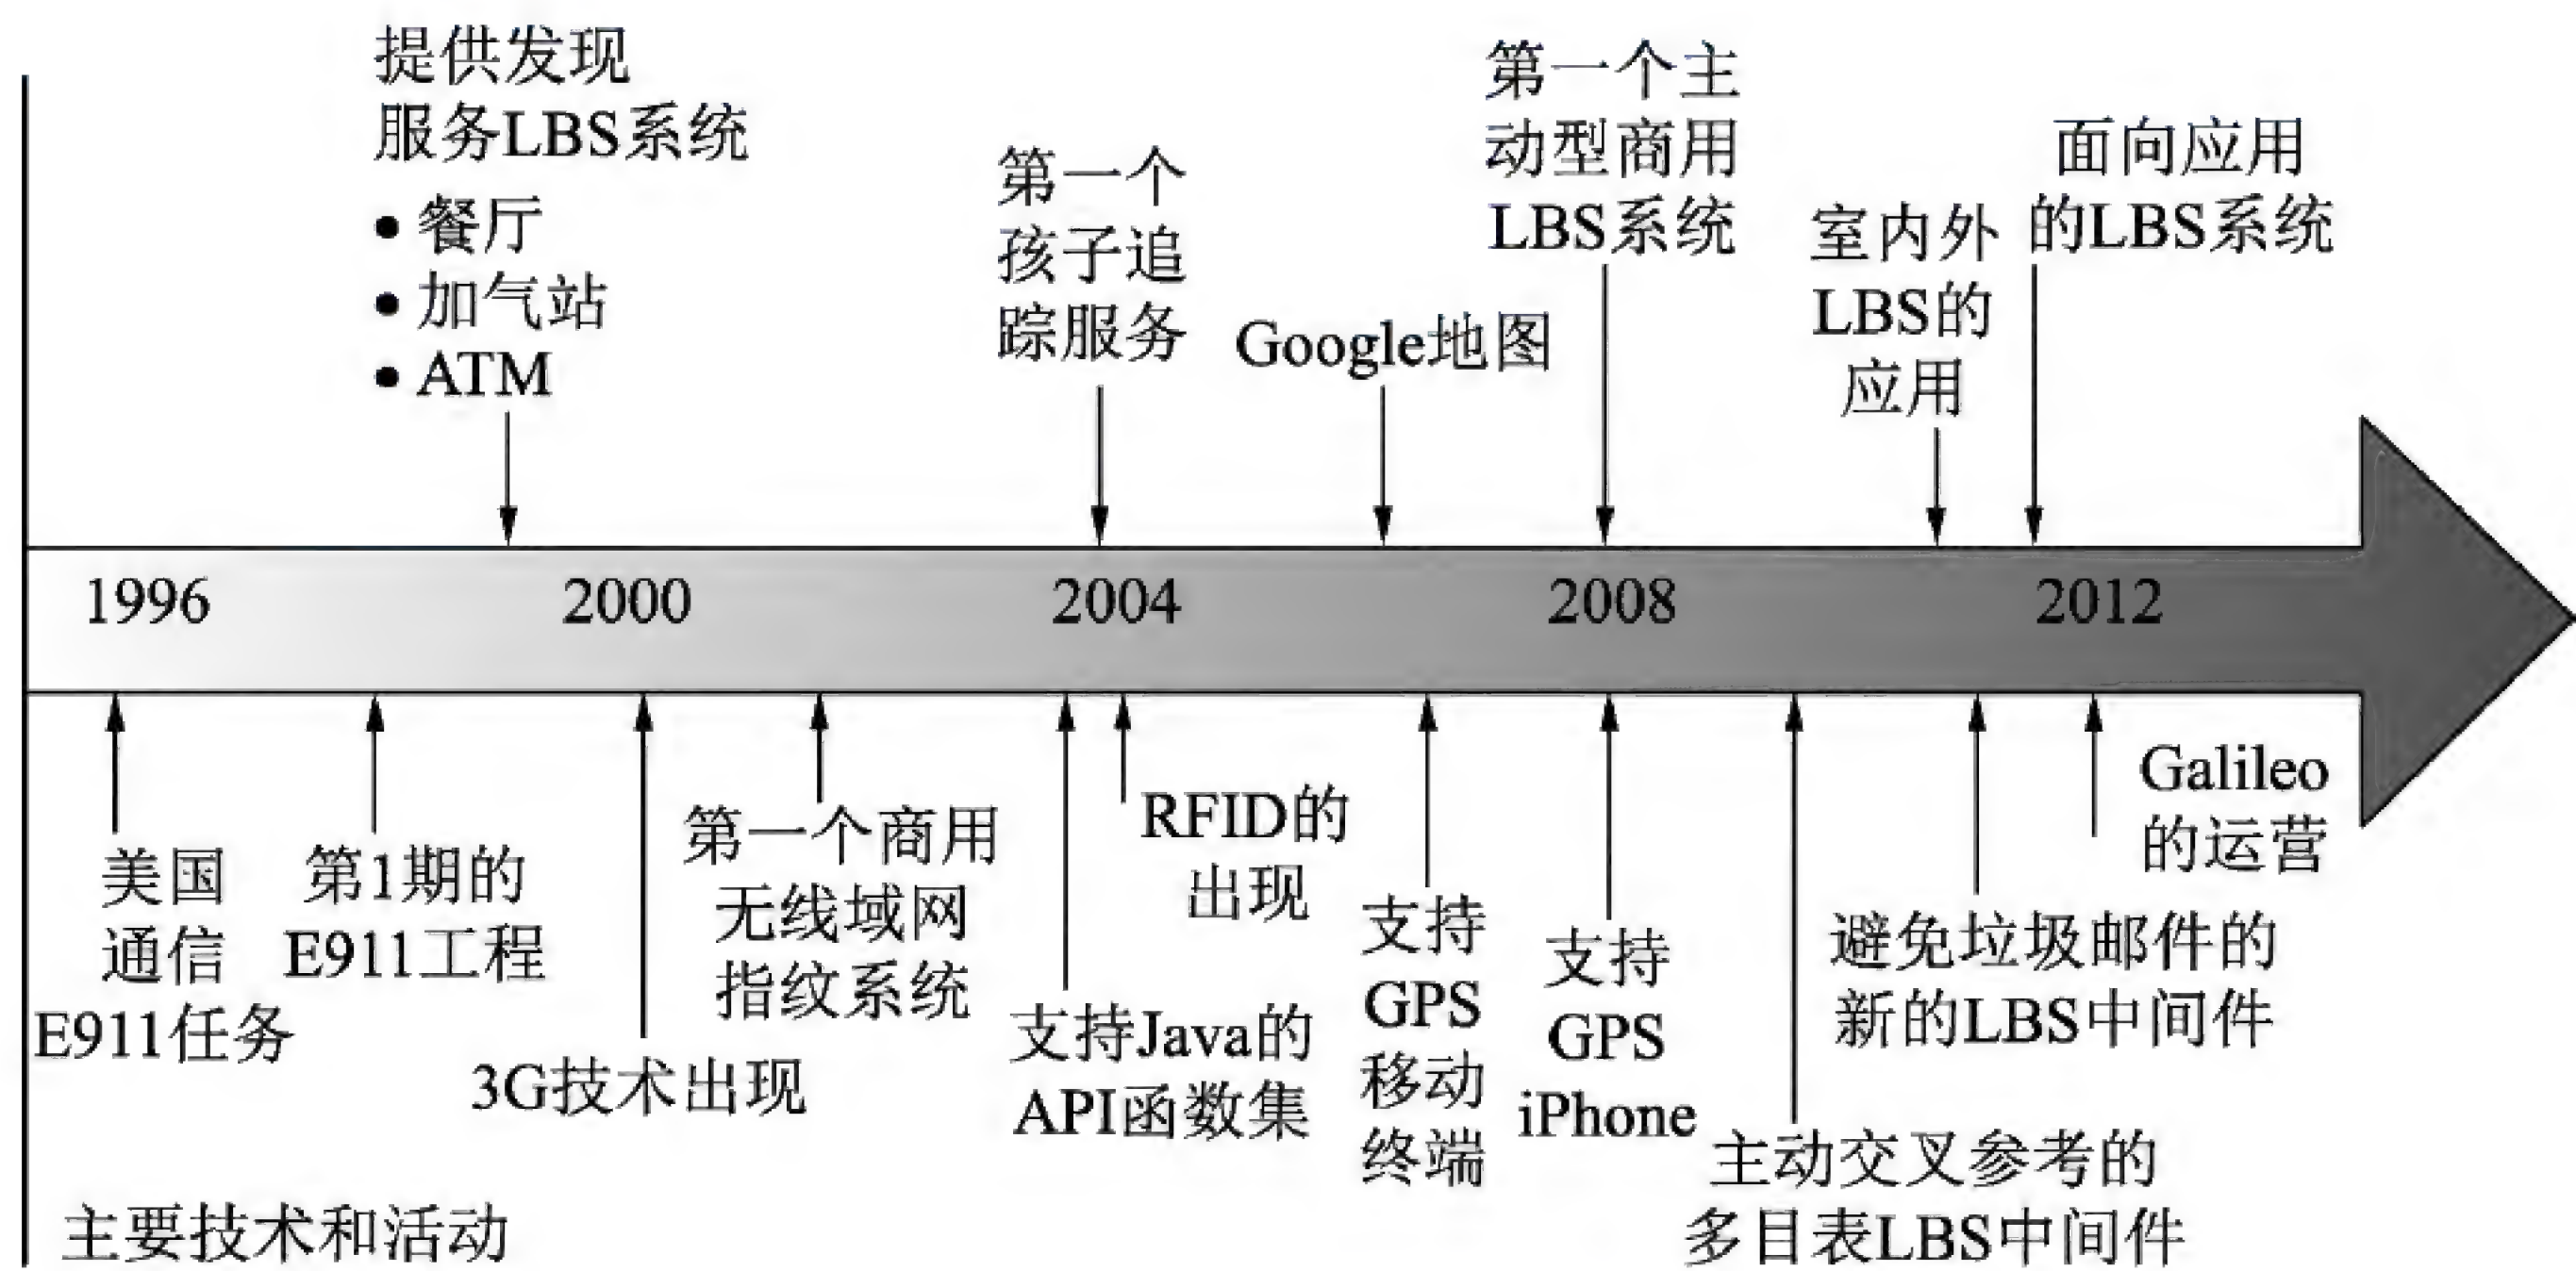 提供发现
服务LBS系统
• 餐厅
• 加气站
• ATM
第一个
孩子追
踪服务
Google地图
第一个主
动型商用
LBS系统
室内外
LBS的
应用
面向应用
的LBS系统
1996 2000 2004 2008 2012
美国
通信
E911任务
第1期的
E911工程
3G技术出现
第一个商用
无线域网
指纹系统
支持Java的
API函数集
RFID的
出现
支持
GPS
移动
终端
支持
GPS
iPhone
主动交叉参考的
多目表LBS中间件
避免垃圾邮件的
新的LBS中间件
Galileo
的运营
主要技术和活动